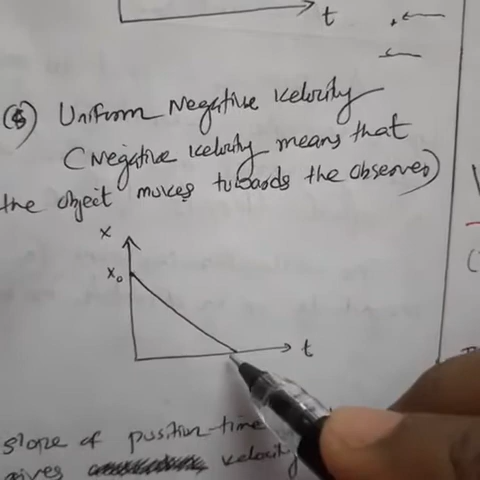 t
(6) Uniform Negative velocity
(Negative velocity means that
the object moves towards the observer)
x
x₀
t
slope of position-time
gives velocity